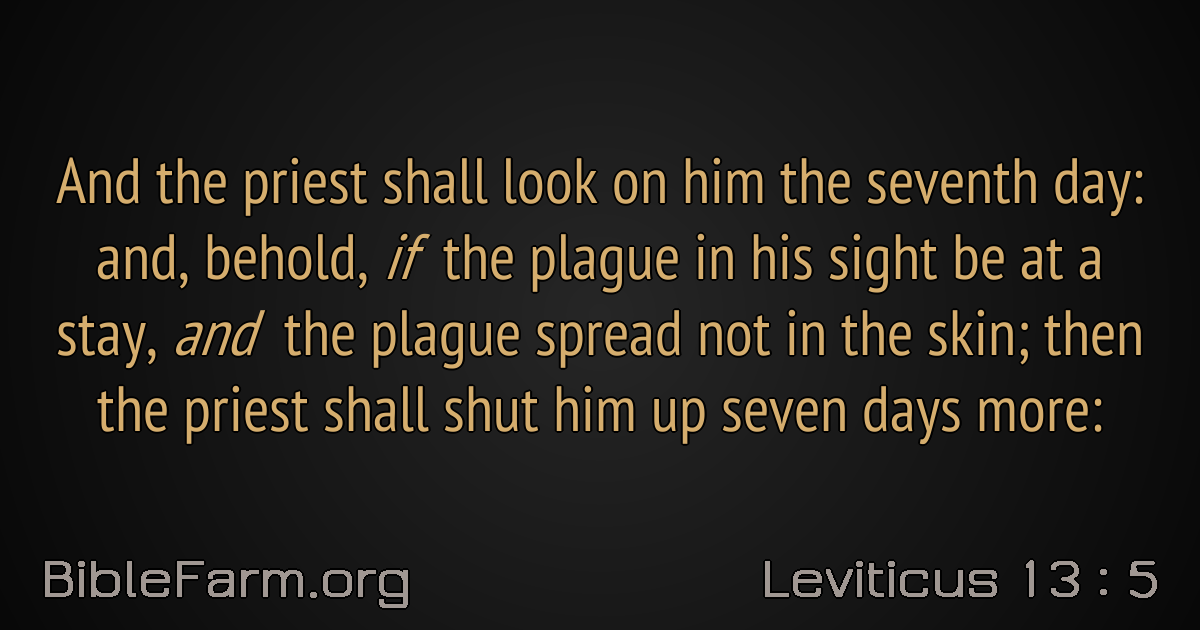 And the priest shall look on him the seventh day:
and, behold, if the plague in his sight be at a
stay, and the plague spread not in the skin; then
the priest shall shut him up seven days more:
BibleFarm.org
Leviticus 13 : 5